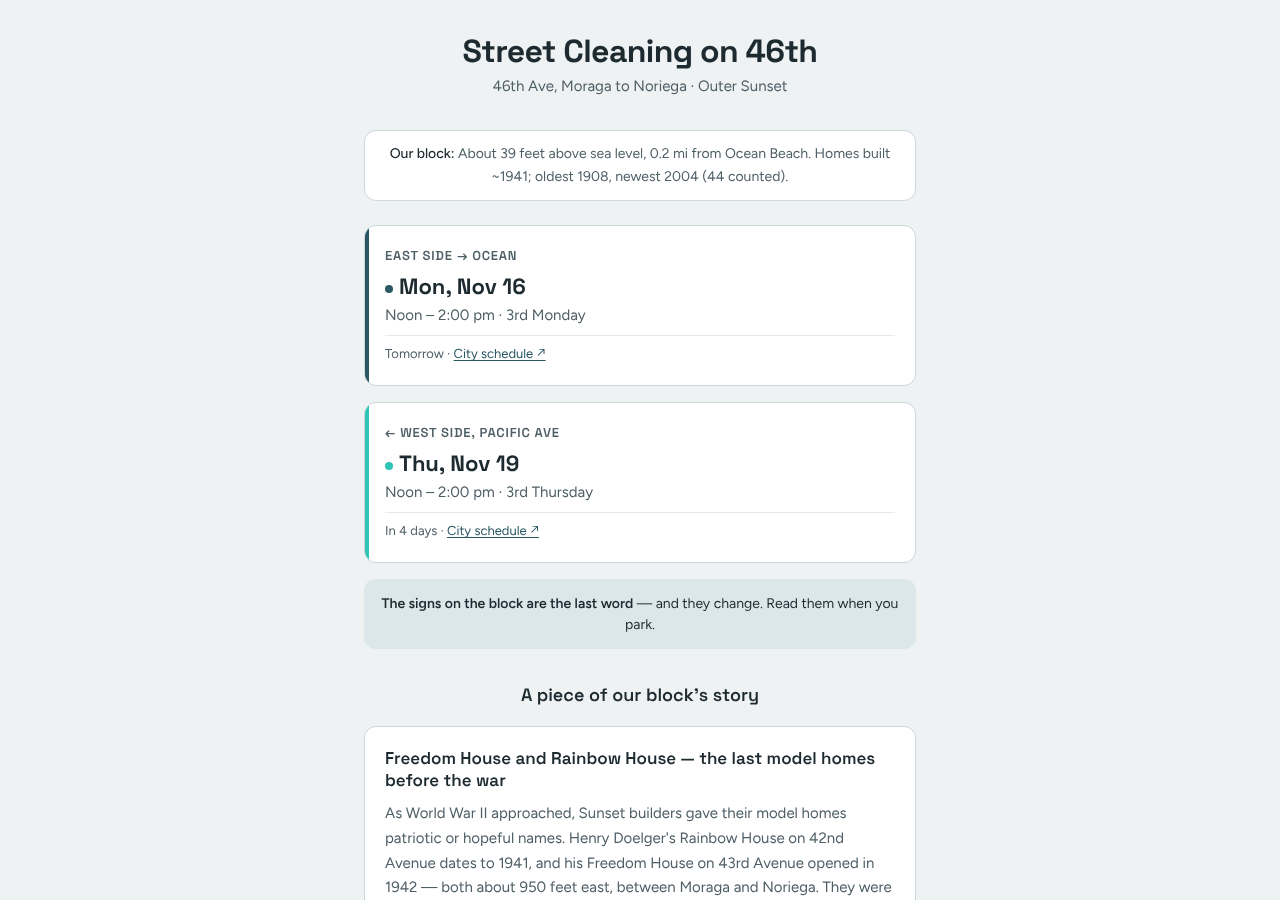 Street Cleaning on 46th
46th Ave, Moraga to Noriega · Outer Sunset
Our block: About 39 feet above sea level, 0.2 mi from Ocean Beach. Homes built
~1941; oldest 1908, newest 2004 (44 counted).
EAST SIDE → OCEAN
Mon, Nov 16
Noon – 2:00 pm · 3rd Monday
Tomorrow · City schedule ↗
← WEST SIDE, PACIFIC AVE
Thu, Nov 19
Noon – 2:00 pm · 3rd Thursday
In 4 days · City schedule ↗
The signs on the block are the last word — and they change. Read them when you
park.
A piece of our block’s story
Freedom House and Rainbow House — the last model homes
before the war
As World War II approached, Sunset builders gave their model homes
patriotic or hopeful names. Henry Doelger's Rainbow House on 42nd
Avenue dates to 1941, and his Freedom House on 43rd Avenue opened in
1942 — both about 950 feet east, between Moraga and Noriega. They were